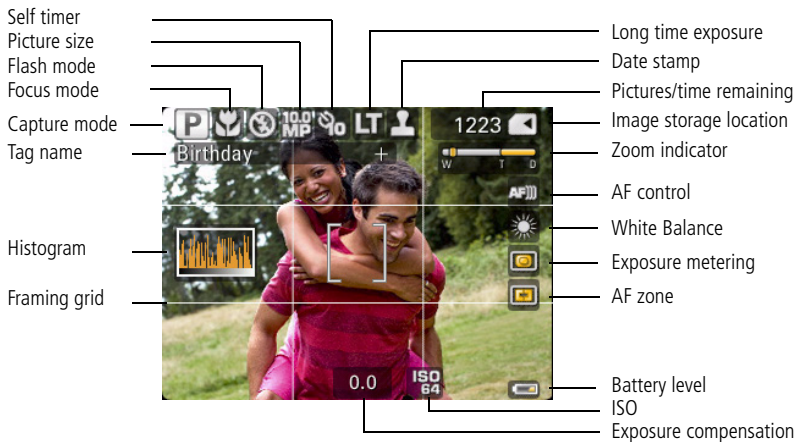 Self timer
Picture size
Flash mode
Focus mode
Capture mode
Tag name
Histogram
Framing grid
P 10.0 MP 10 LT 1223
Birthday +
W T D
AF
0.0 ISO 64
Long time exposure
Date stamp
Pictures/time remaining
Image storage location
Zoom indicator
AF control
White Balance
Exposure metering
AF zone
Battery level
ISO
Exposure compensation